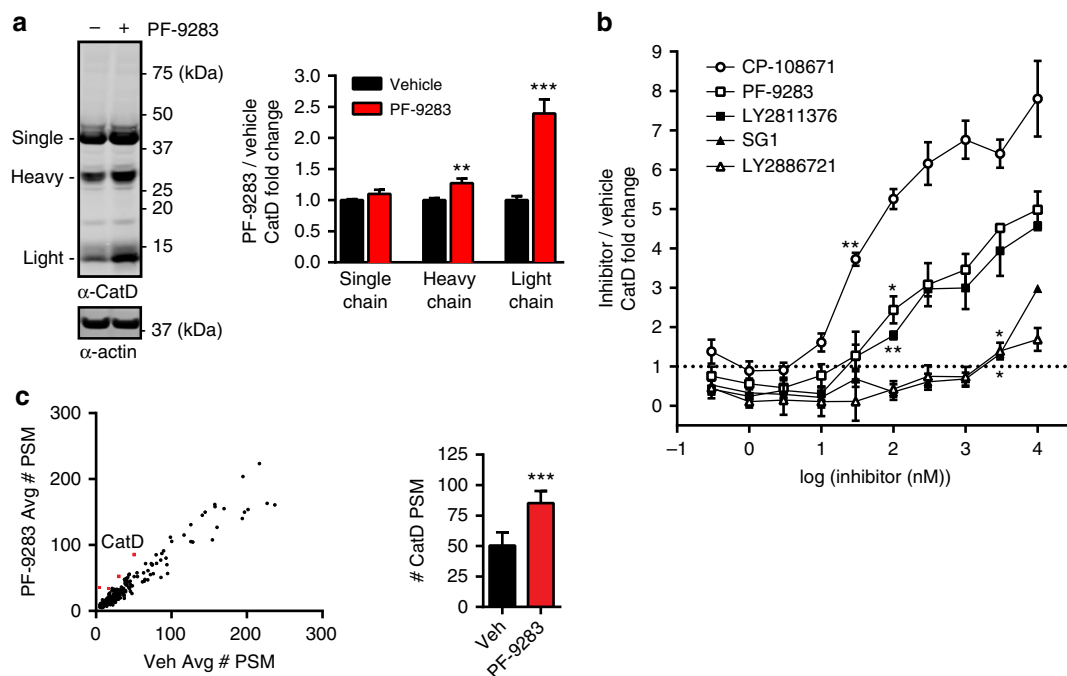 a
− + PF-9283
75 (kDa)
50
Single -
37
Heavy -
25
20
15
Light -
α-CatD
37 (kDa)
α-actin
PF-9283 / vehicle
CatD fold change
3.0
2.5
2.0
1.5
1.0
0.5
0.0
Vehicle
PF-9283
**
***
Single
chain
Heavy
chain
Light
chain
b
Inhibitor / vehicle
CatD fold change
9
8
7
6
5
4
3
2
1
0
CP-108671
PF-9283
LY2811376
SG1
LY2886721
**
*
**
*
*
−1 0 1 2 3 4
log (inhibitor (nM))
c
PF-9283 Avg # PSM
300
200
100
0
CatD
0 100 200 300
Veh Avg # PSM
# CatD PSM
125
100
75
50
25
0
***
Veh
PF-9283